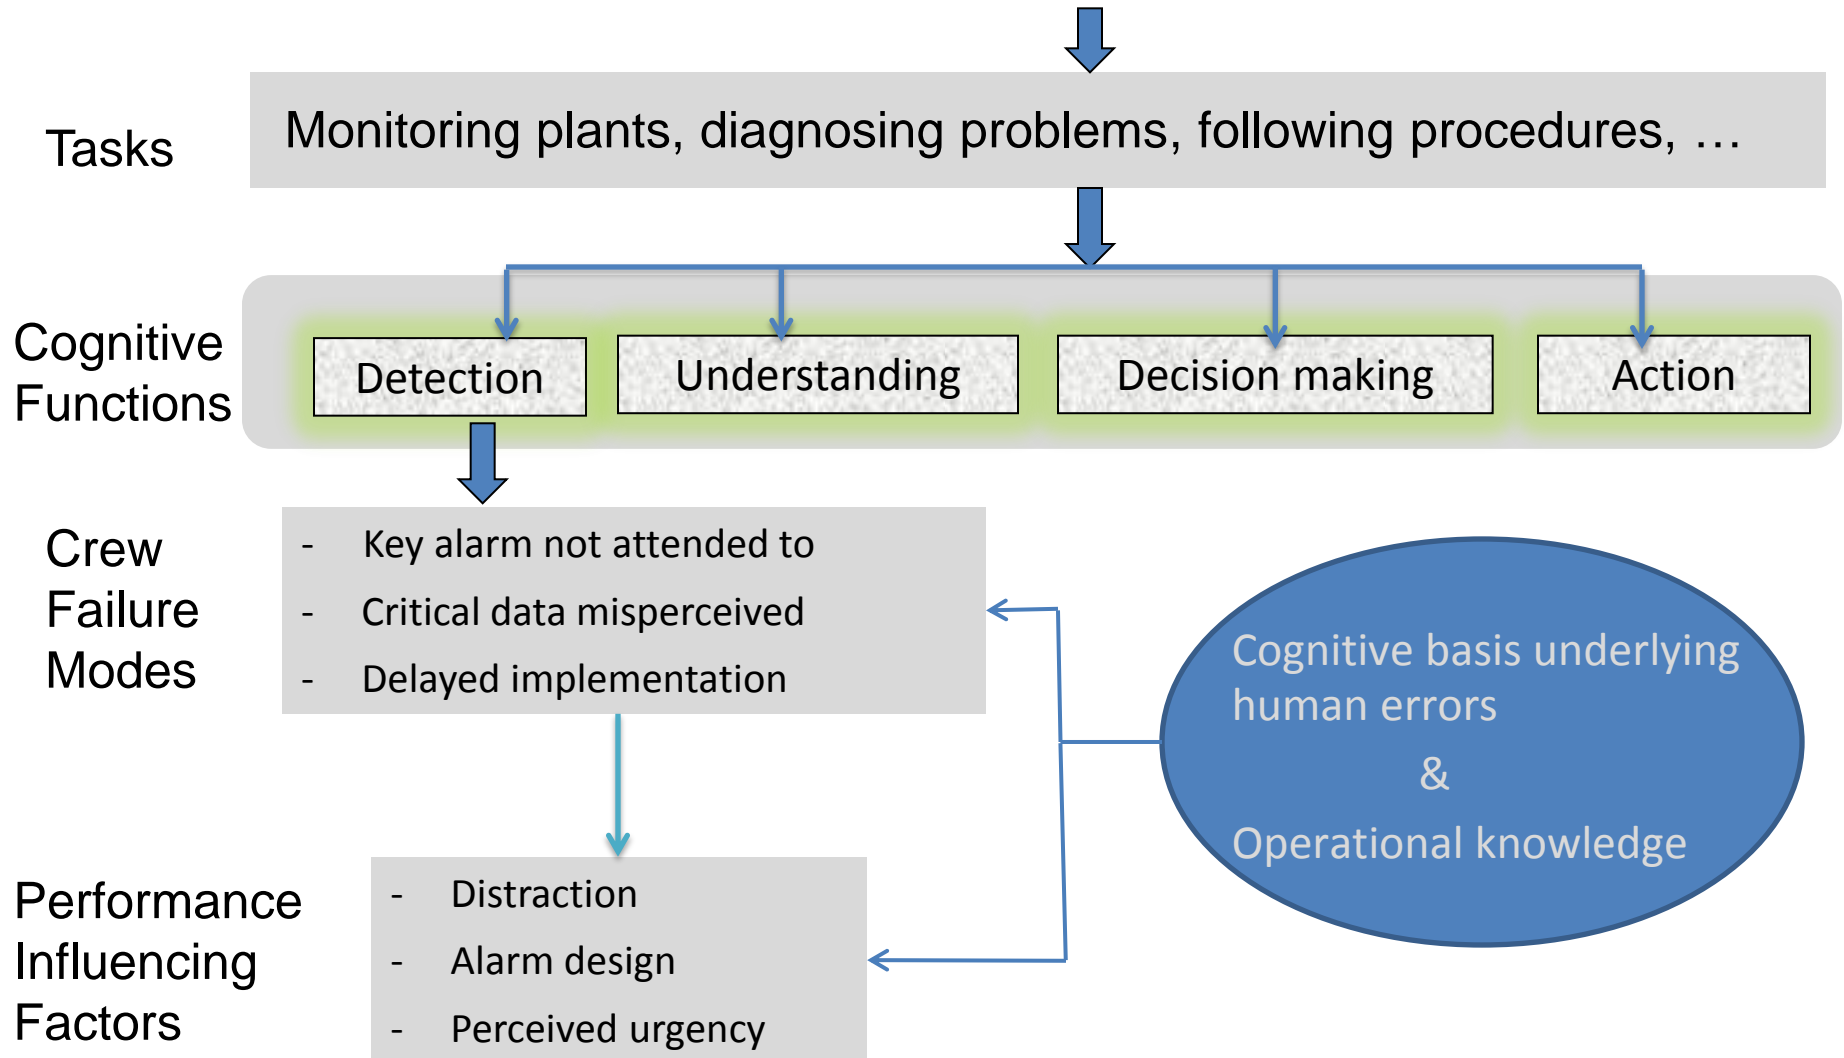 Tasks
Monitoring plants, diagnosing problems, following procedures, …
Cognitive
Functions
Detection
Understanding
Decision making
Action
Crew
Failure
Modes
- Key alarm not attended to
- Critical data misperceived
- Delayed implementation
Cognitive basis underlying
human errors
&
Operational knowledge
Performance
Influencing
Factors
- Distraction
- Alarm design
- Perceived urgency